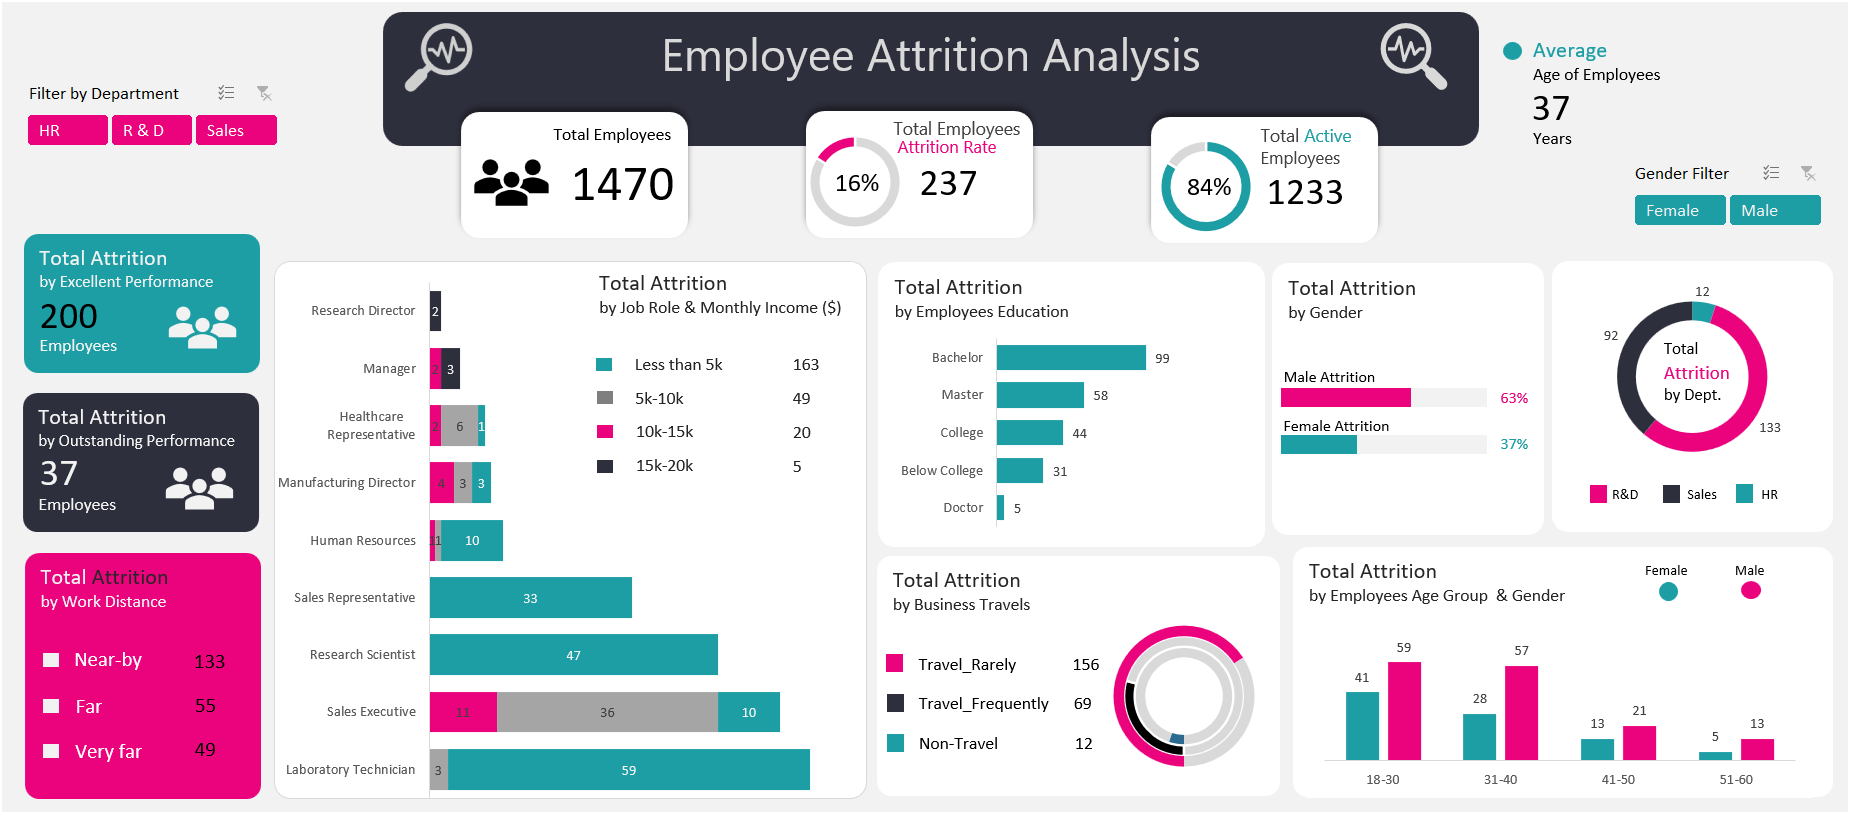 Employee Attrition Analysis
Average
Age of Employees
37
Years
Filter by Department
HR
R & D
Sales
Total Employees
1470
Total Employees
Attrition Rate
16%
237
Total Active
Employees
84%
1233
Gender Filter
Female
Male
Total Attrition
by Excellent Performance
200
Employees
Total Attrition
by Outstanding Performance
37
Employees
Total Attrition
by Work Distance
Near-by 133
Far 55
Very far 49
Total Attrition
by Job Role & Monthly Income ($)
Less than 5k 163
5k-10k 49
10k-15k 20
15k-20k 5
Research Director 2
Manager 2 3
Healthcare
Representative 2 6 1
Manufacturing Director 4 3 3
Human Resources 1 1 10
Sales Representative 33
Research Scientist 47
Sales Executive 11 36 10
Laboratory Technician 3 59
Total Attrition
by Employees Education
Bachelor 99
Master 58
College 44
Below College 31
Doctor 5
Total Attrition
by Gender
Male Attrition
63%
Female Attrition
37%
12
92
Total
Attrition
by Dept.
133
R&D Sales HR
Total Attrition
by Business Travels
Travel_Rarely 156
Travel_Frequently 69
Non-Travel 12
Total Attrition
by Employees Age Group & Gender
Female Male
41 59 28 57 13 21 5 13
18-30 31-40 41-50 51-60